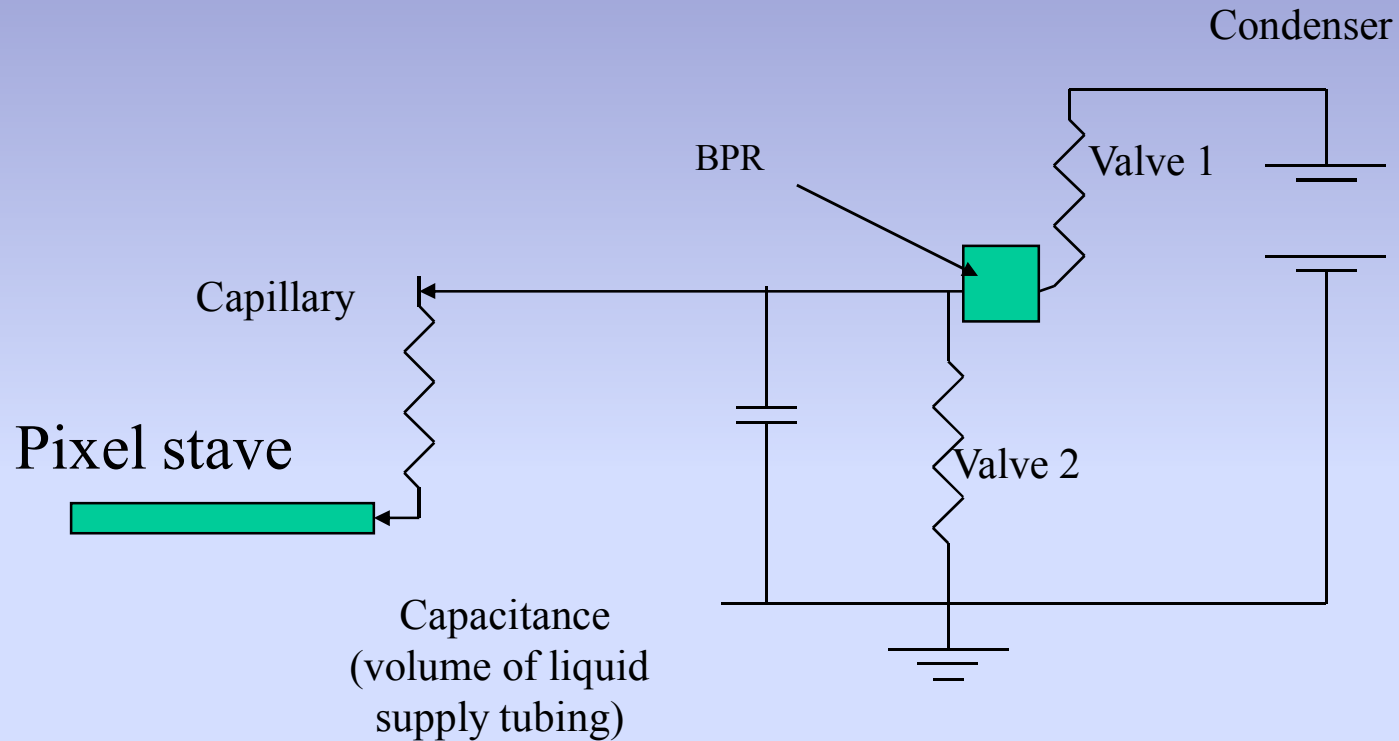 Condenser
BPR
Valve 1
Capillary
Pixel stave
Valve 2
Capacitance
(volume of liquid
supply tubing)